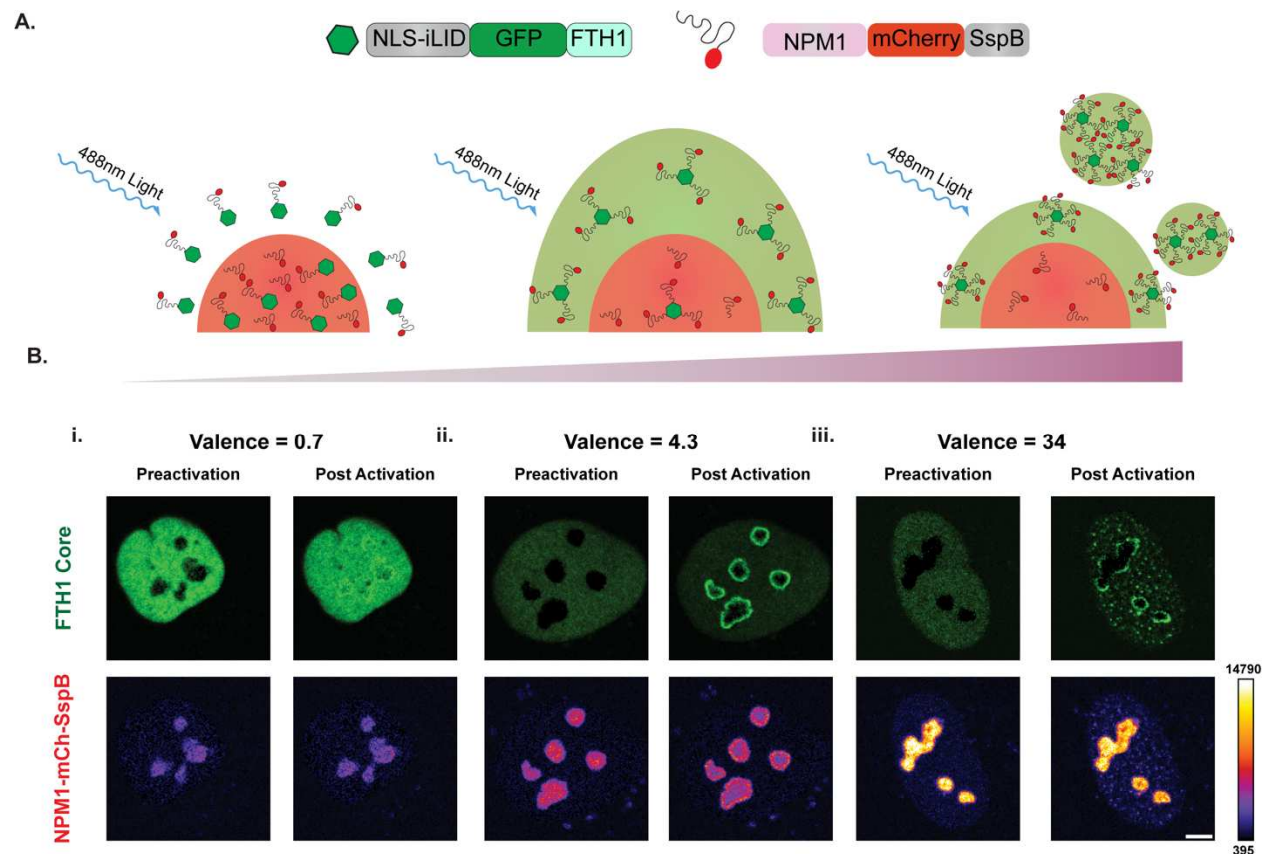 A.
NLS-iLID GFP FTH1 NPM1 mCherry SspB
488nm Light 488nm Light 488nm Light
B.
i. Valence = 0.7 ii. Valence = 4.3 iii. Valence = 34
Preactivation Post Activation Preactivation Post Activation Preactivation Post Activation
FTH1 Core
NPM1-mCh-SspB
14790
395